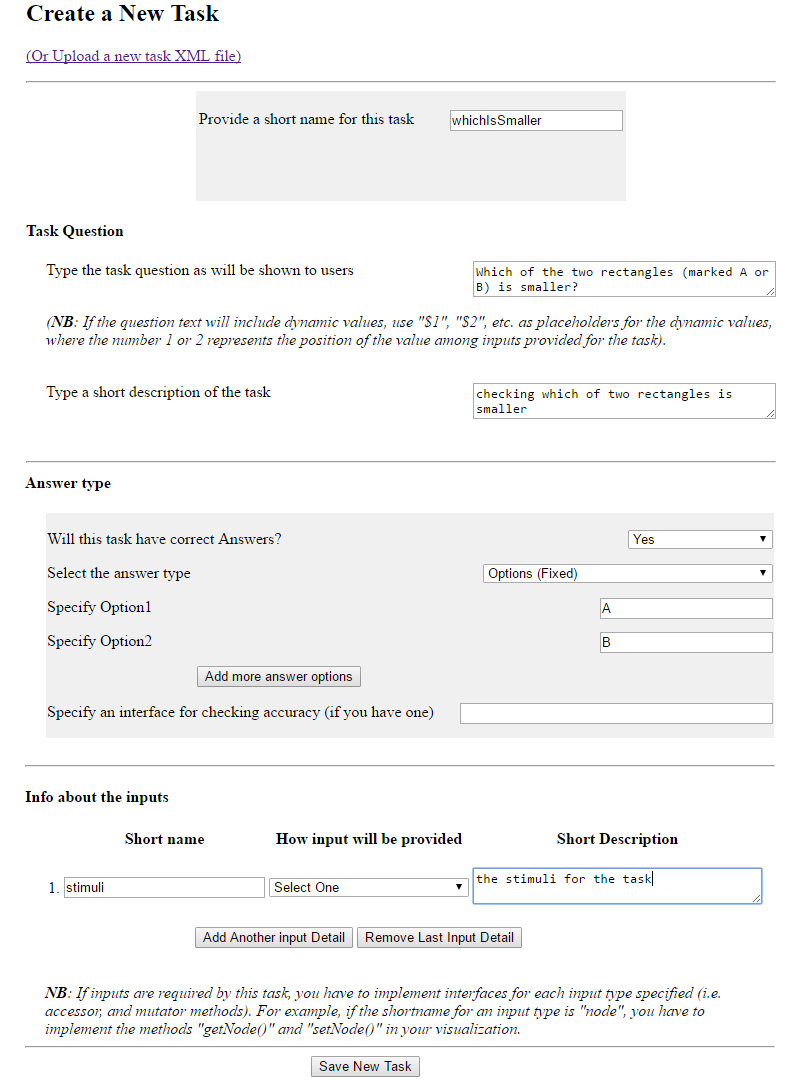 Create a New Task
(Or Upload a new task XML file)
Provide a short name for this task whichIsSmaller
Task Question
Type the task question as will be shown to users
Which of the two rectangles (marked A or
B) is smaller?
(NB: If the question text will include dynamic values, use "$1", "$2", etc. as placeholders for the dynamic values,
where the number 1 or 2 represents the position of the value among inputs provided for the task).
Type a short description of the task
checking which of two rectangles is
smaller
Answer type
Will this task have correct Answers? Yes
Select the answer type Options (Fixed)
Specify Option1 A
Specify Option2 B
Add more answer options
Specify an interface for checking accuracy (if you have one)
Info about the inputs
Short name How input will be provided Short Description
1. stimuli Select One the stimuli for the task
Add Another input Detail Remove Last Input Detail
NB: If inputs are required by this task, you have to implement interfaces for each input type specified (i.e.
accessor, and mutator methods). For example, if the shortname for an input type is "node", you have to
implement the methods "getNode()" and "setNode()" in your visualization.
Save New Task